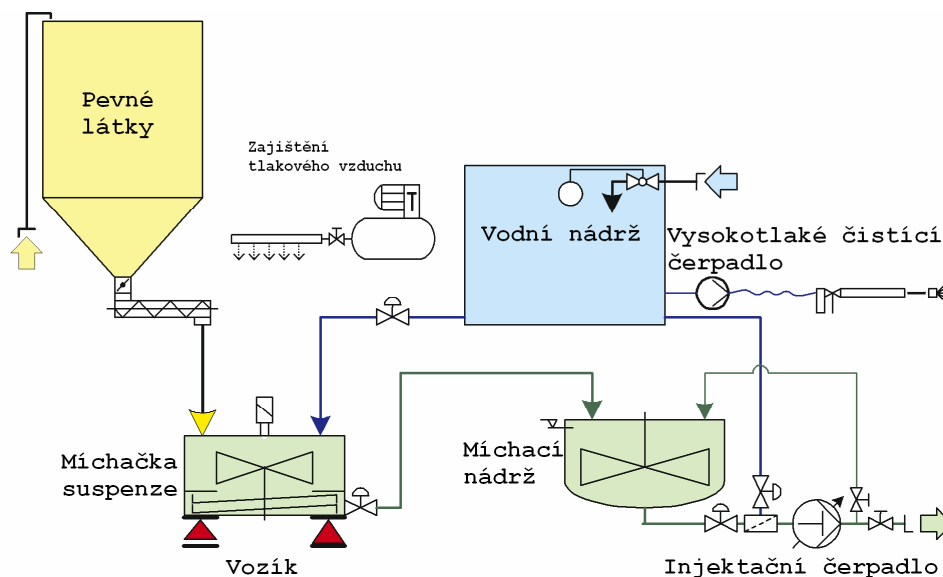 Pevné
látky
Zajištění
tlakového vzduchu
T
Vodní nádrž
Vysokotlaké čistící
čerpadlo
Míchačka
suspenze
Míchací
nádrž
Vozík
Injektační čerpadlo